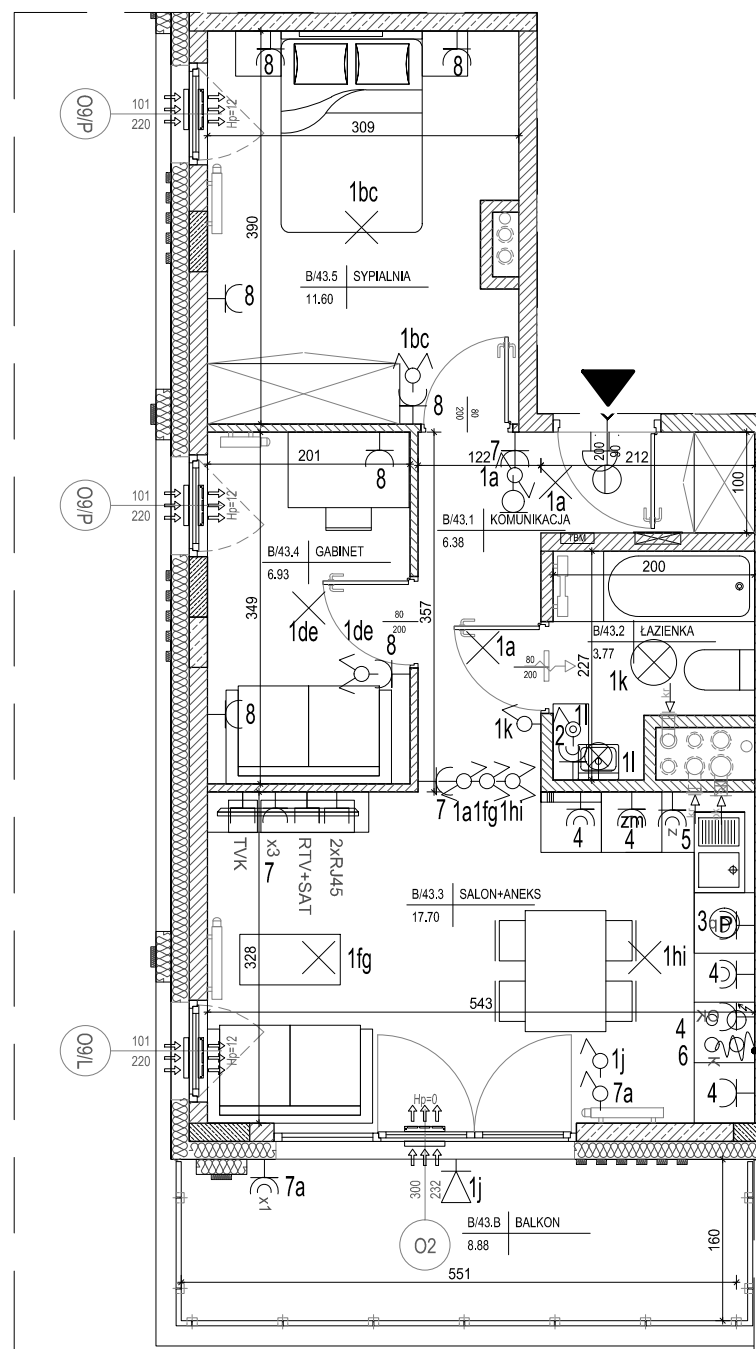 8
8
O9/P
101
220
Hp=12
309
1bc
390
B/43.5 SYPIALNIA
11.60
8
1bc
8
80
200
7
122
1a
200
90
212
1a
100
201
8
O9/P
101
220
Hp=12
B/43.1 KOMUNIKACJA
6.38
B/43.4 GABINET
6.93
TBM
200
349
1de
1de
80
200
8
357
1a
80
200
B/43.2 ŁAZIENKA
3.77
227
1k
kr
8
1k
1l
2
1l
7 1a 1fg 1hi
TVK
x3
7
RTV+SAT
2xRJ45
4
zm
4
z
5
B/43.3 SALON+ANEKS
17.70
3
4
328
1fg
1hi
543
4
6
K
4
O9/L
101
220
Hp=12
Hp=0
1j
7a
x1
7a
300
232
1j
O2
B/43.B BALKON
8.88
160
551